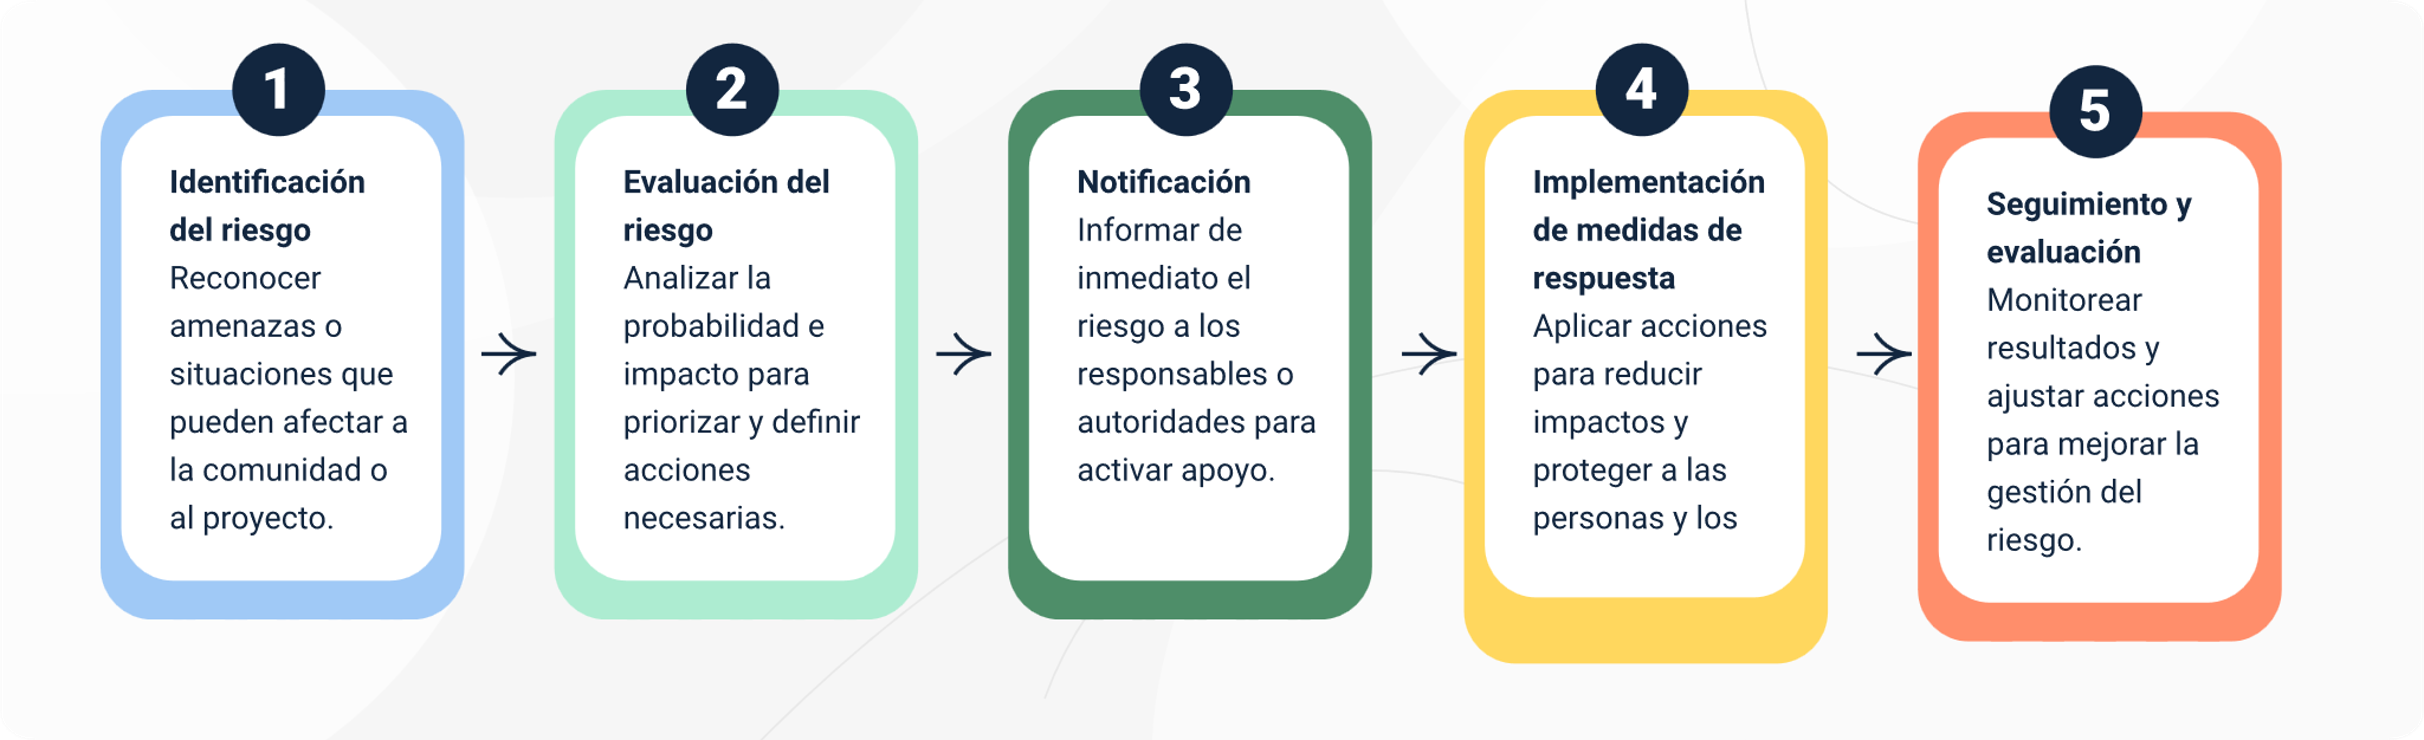 1
Identificación
del riesgo
Reconocer
amenazas o
situaciones que
pueden afectar a
la comunidad o
al proyecto.
2
Evaluación del
riesgo
Analizar la
probabilidad e
impacto para
priorizar y definir
acciones
necesarias.
3
Notificación
Informar de
inmediato el
riesgo a los
responsables o
autoridades para
activar apoyo.
4
Implementación
de medidas de
respuesta
Aplicar acciones
para reducir
impactos y
proteger a las
personas y los
5
Seguimiento y
evaluación
Monitorear
resultados y
ajustar acciones
para mejorar la
gestión del
riesgo.